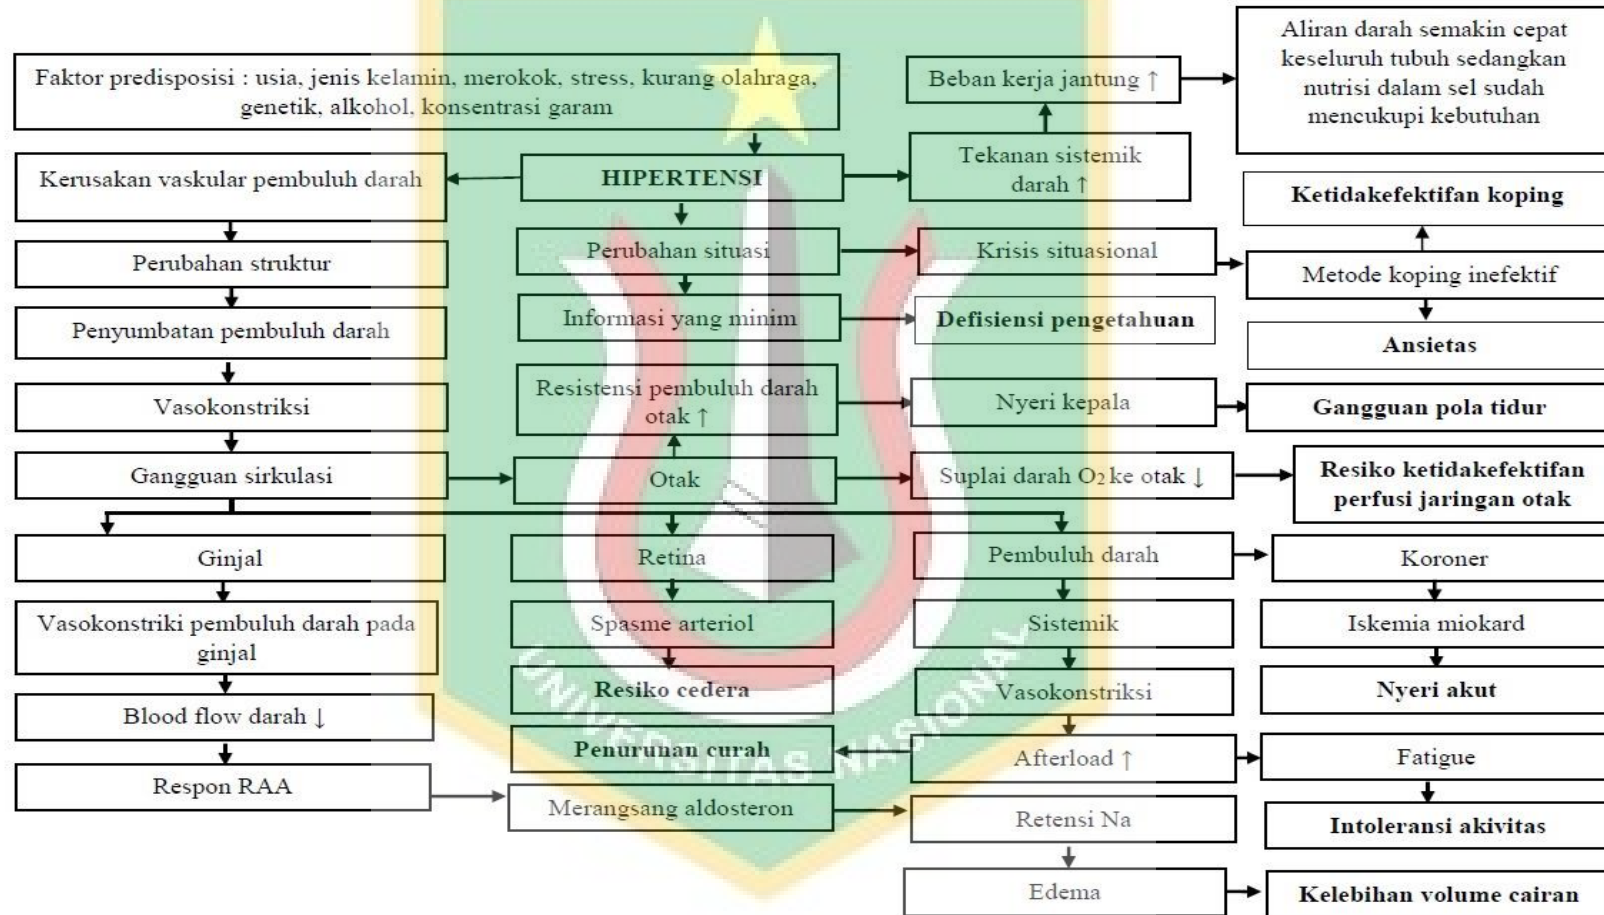 Faktor predisposisi : usia, jenis kelamin, merokok, stress, kurang olahraga,
genetik, alkohol, konsentrasi garam
Beban kerja jantung ↑
Aliran darah semakin cepat
keseluruh tubuh sedangkan
nutrisi dalam sel sudah
mencukupi kebutuhan
Kerusakan vaskular pembuluh darah
HIPERTENSI
Tekanan sistemik
darah ↑
Ketidakefektifan koping
Perubahan struktur
Perubahan situasi
Krisis situasional
Metode koping inefektif
Penyumbatan pembuluh darah
Informasi yang minim
Defisiensi pengetahuan
Ansietas
Vasokonstriksi
Resistensi pembuluh darah
otak ↑
Nyeri kepala
Gangguan pola tidur
Gangguan sirkulasi
Otak
Suplai darah O2 ke otak ↓
Resiko ketidakefektifan
perfusi jaringan otak
Ginjal
Retina
Pembuluh darah
Koroner
Vasokonstriki pembuluh darah pada
ginjal
Spasme arteriol
Sistemik
Iskemia miokard
Resiko cedera
Vasokonstriksi
Nyeri akut
Blood flow darah ↓
Penurunan curah
Afterload ↑
Fatigue
Respon RAA
Merangsang aldosteron
Retensi Na
Intoleransi akivitas
Edema
Kelebihan volume cairan
UNIVERSITAS NASIONAL